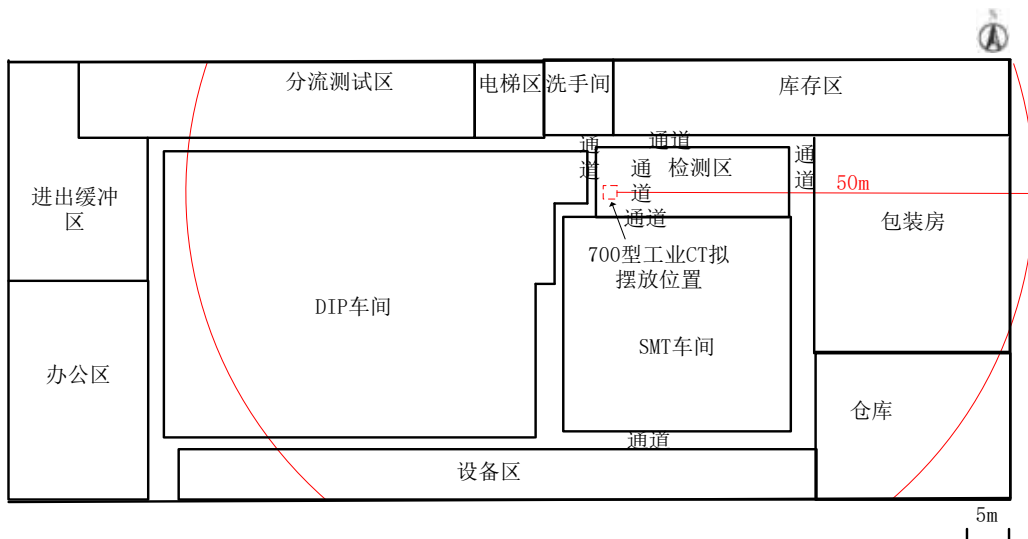 N
分流测试区
电梯区
洗手间
库存区
通道
通道
通道
检测区
通道
50m
进出缓冲
区
通道
包装房
700型工业CT拟
摆放位置
DIP车间
SMT车间
办公区
仓库
通道
设备区
5m